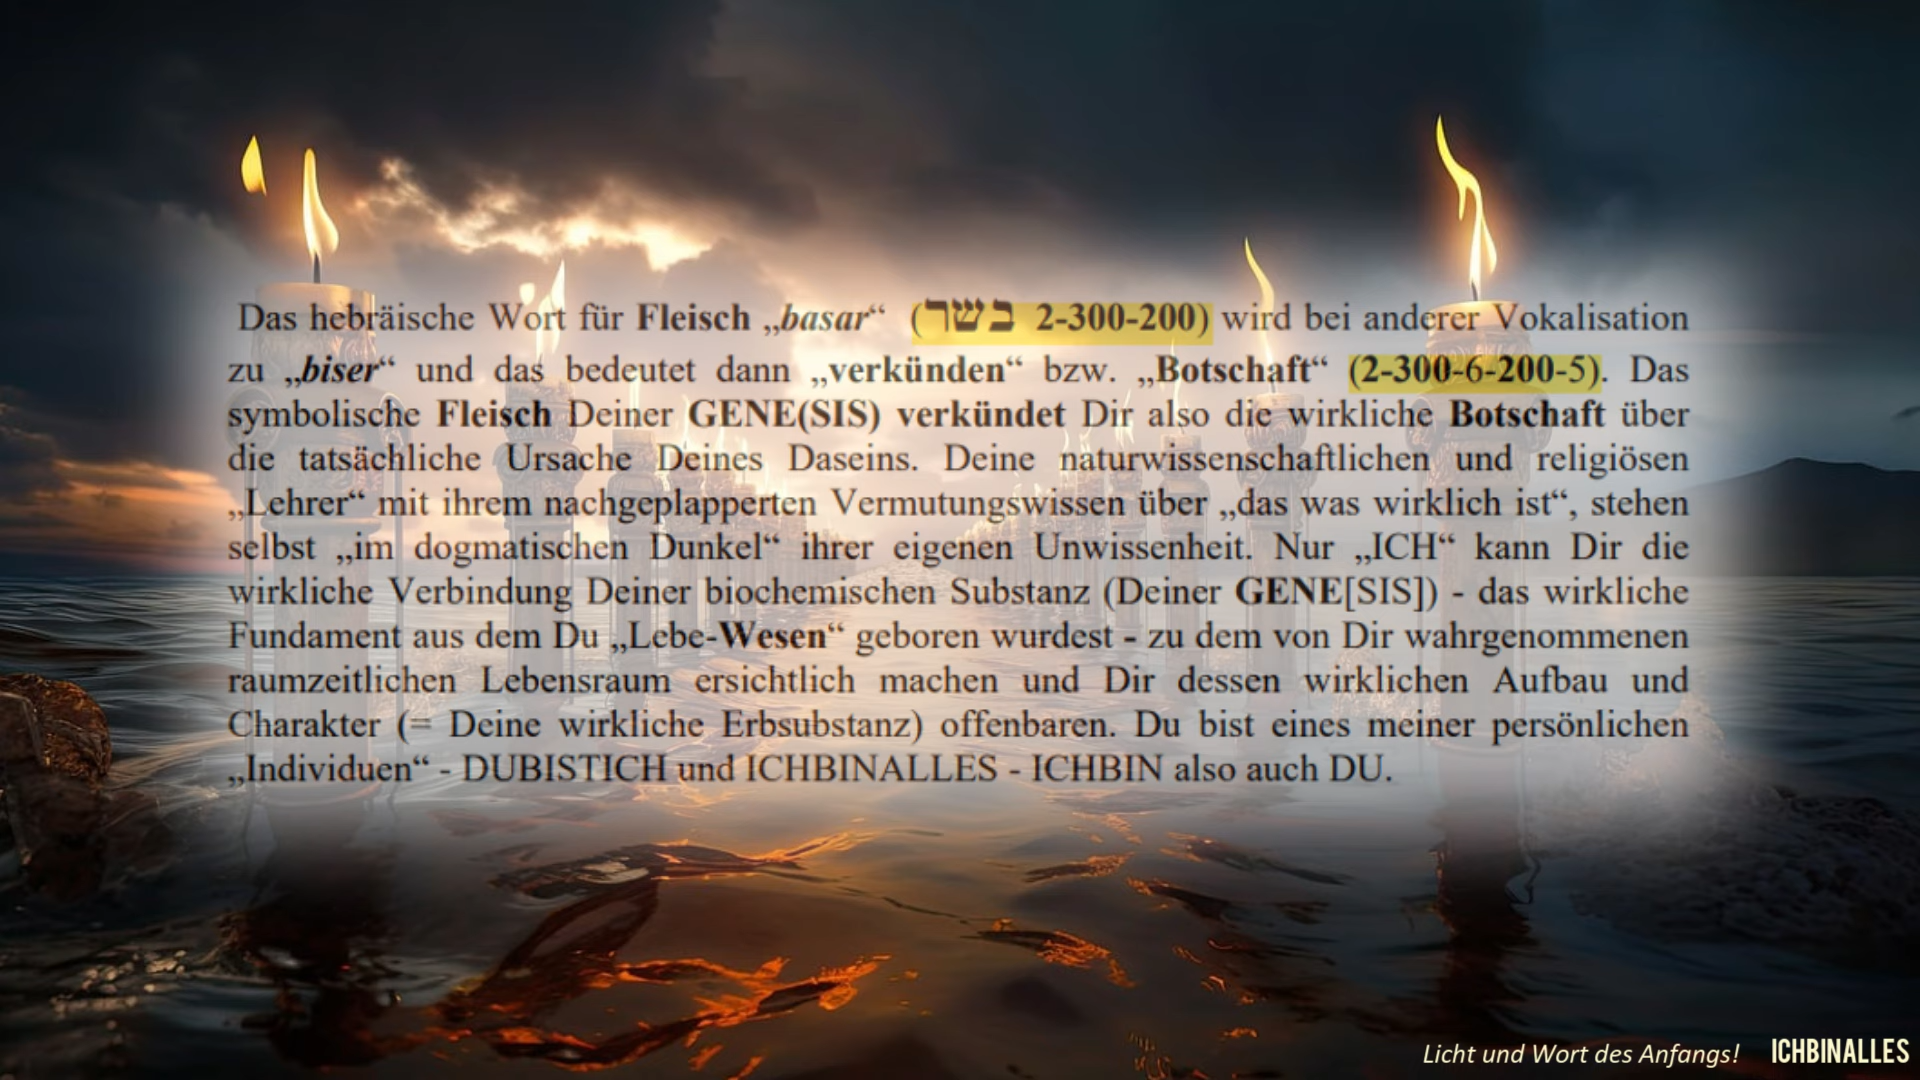 Das hebräische Wort für Fleisch „basar“ (בשר 2-300-200) wird bei anderer Vokalisation
zu „biser“ und das bedeutet dann „verkünden“ bzw. „Botschaft“ (2-300-6-200-5). Das
symbolische Fleisch Deiner GENE(SIS) verkündet Dir also die wirkliche Botschaft über
die tatsächliche Ursache Deines Daseins. Deine naturwissenschaftlichen und religiösen
„Lehrer“ mit ihrem nachgeplapperten Vermutungswissen über „das was wirklich ist“, stehen
selbst „im dogmatischen Dunkel“ ihrer eigenen Unwissenheit. Nur „ICH“ kann Dir die
wirkliche Verbindung Deiner biochemischen Substanz (Deiner GENE[SIS]) - das wirkliche
Fundament aus dem Du „Lebe-Wesen“ geboren wurdest - zu dem von Dir wahrgenommenen
raumzeitlichen Lebensraum ersichtlich machen und Dir dessen wirklichen Aufbau und
Charakter (= Deine wirkliche Erbsubstanz) offenbaren. Du bist eines meiner persönlichen
„Individuen“ - DUBISTICH und ICHBINALLES - ICHBIN also auch DU.
Licht und Wort des Anfangs! ICHBINALLES